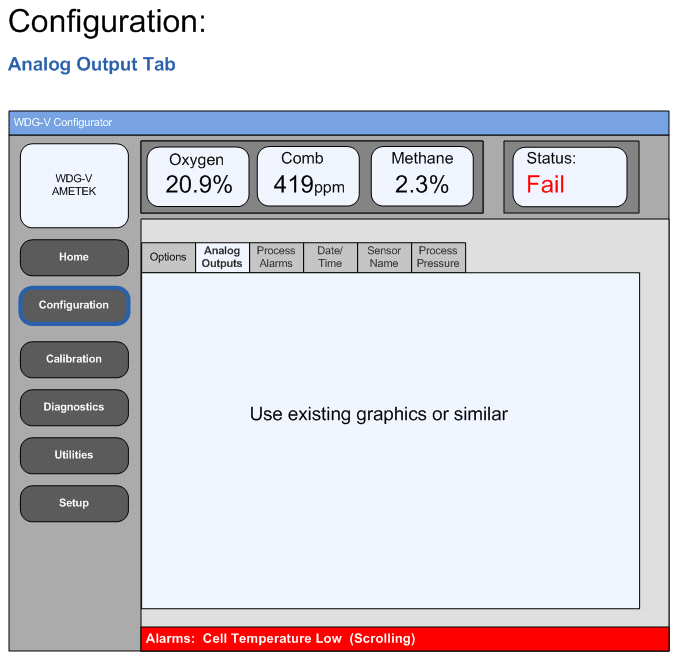 Configuration:
Analog Output Tab
WDG-V Configurator
WDG-V
AMETEK
Oxygen
20.9%
Comb
419ppm
Methane
2.3%
Status:
Fail
Home
Configuration
Calibration
Diagnostics
Utilities
Setup
Options
Analog
Outputs
Process
Alarms
Date/
Time
Sensor
Name
Process
Pressure
Use existing graphics or similar
Alarms:  Cell Temperature Low  (Scrolling)